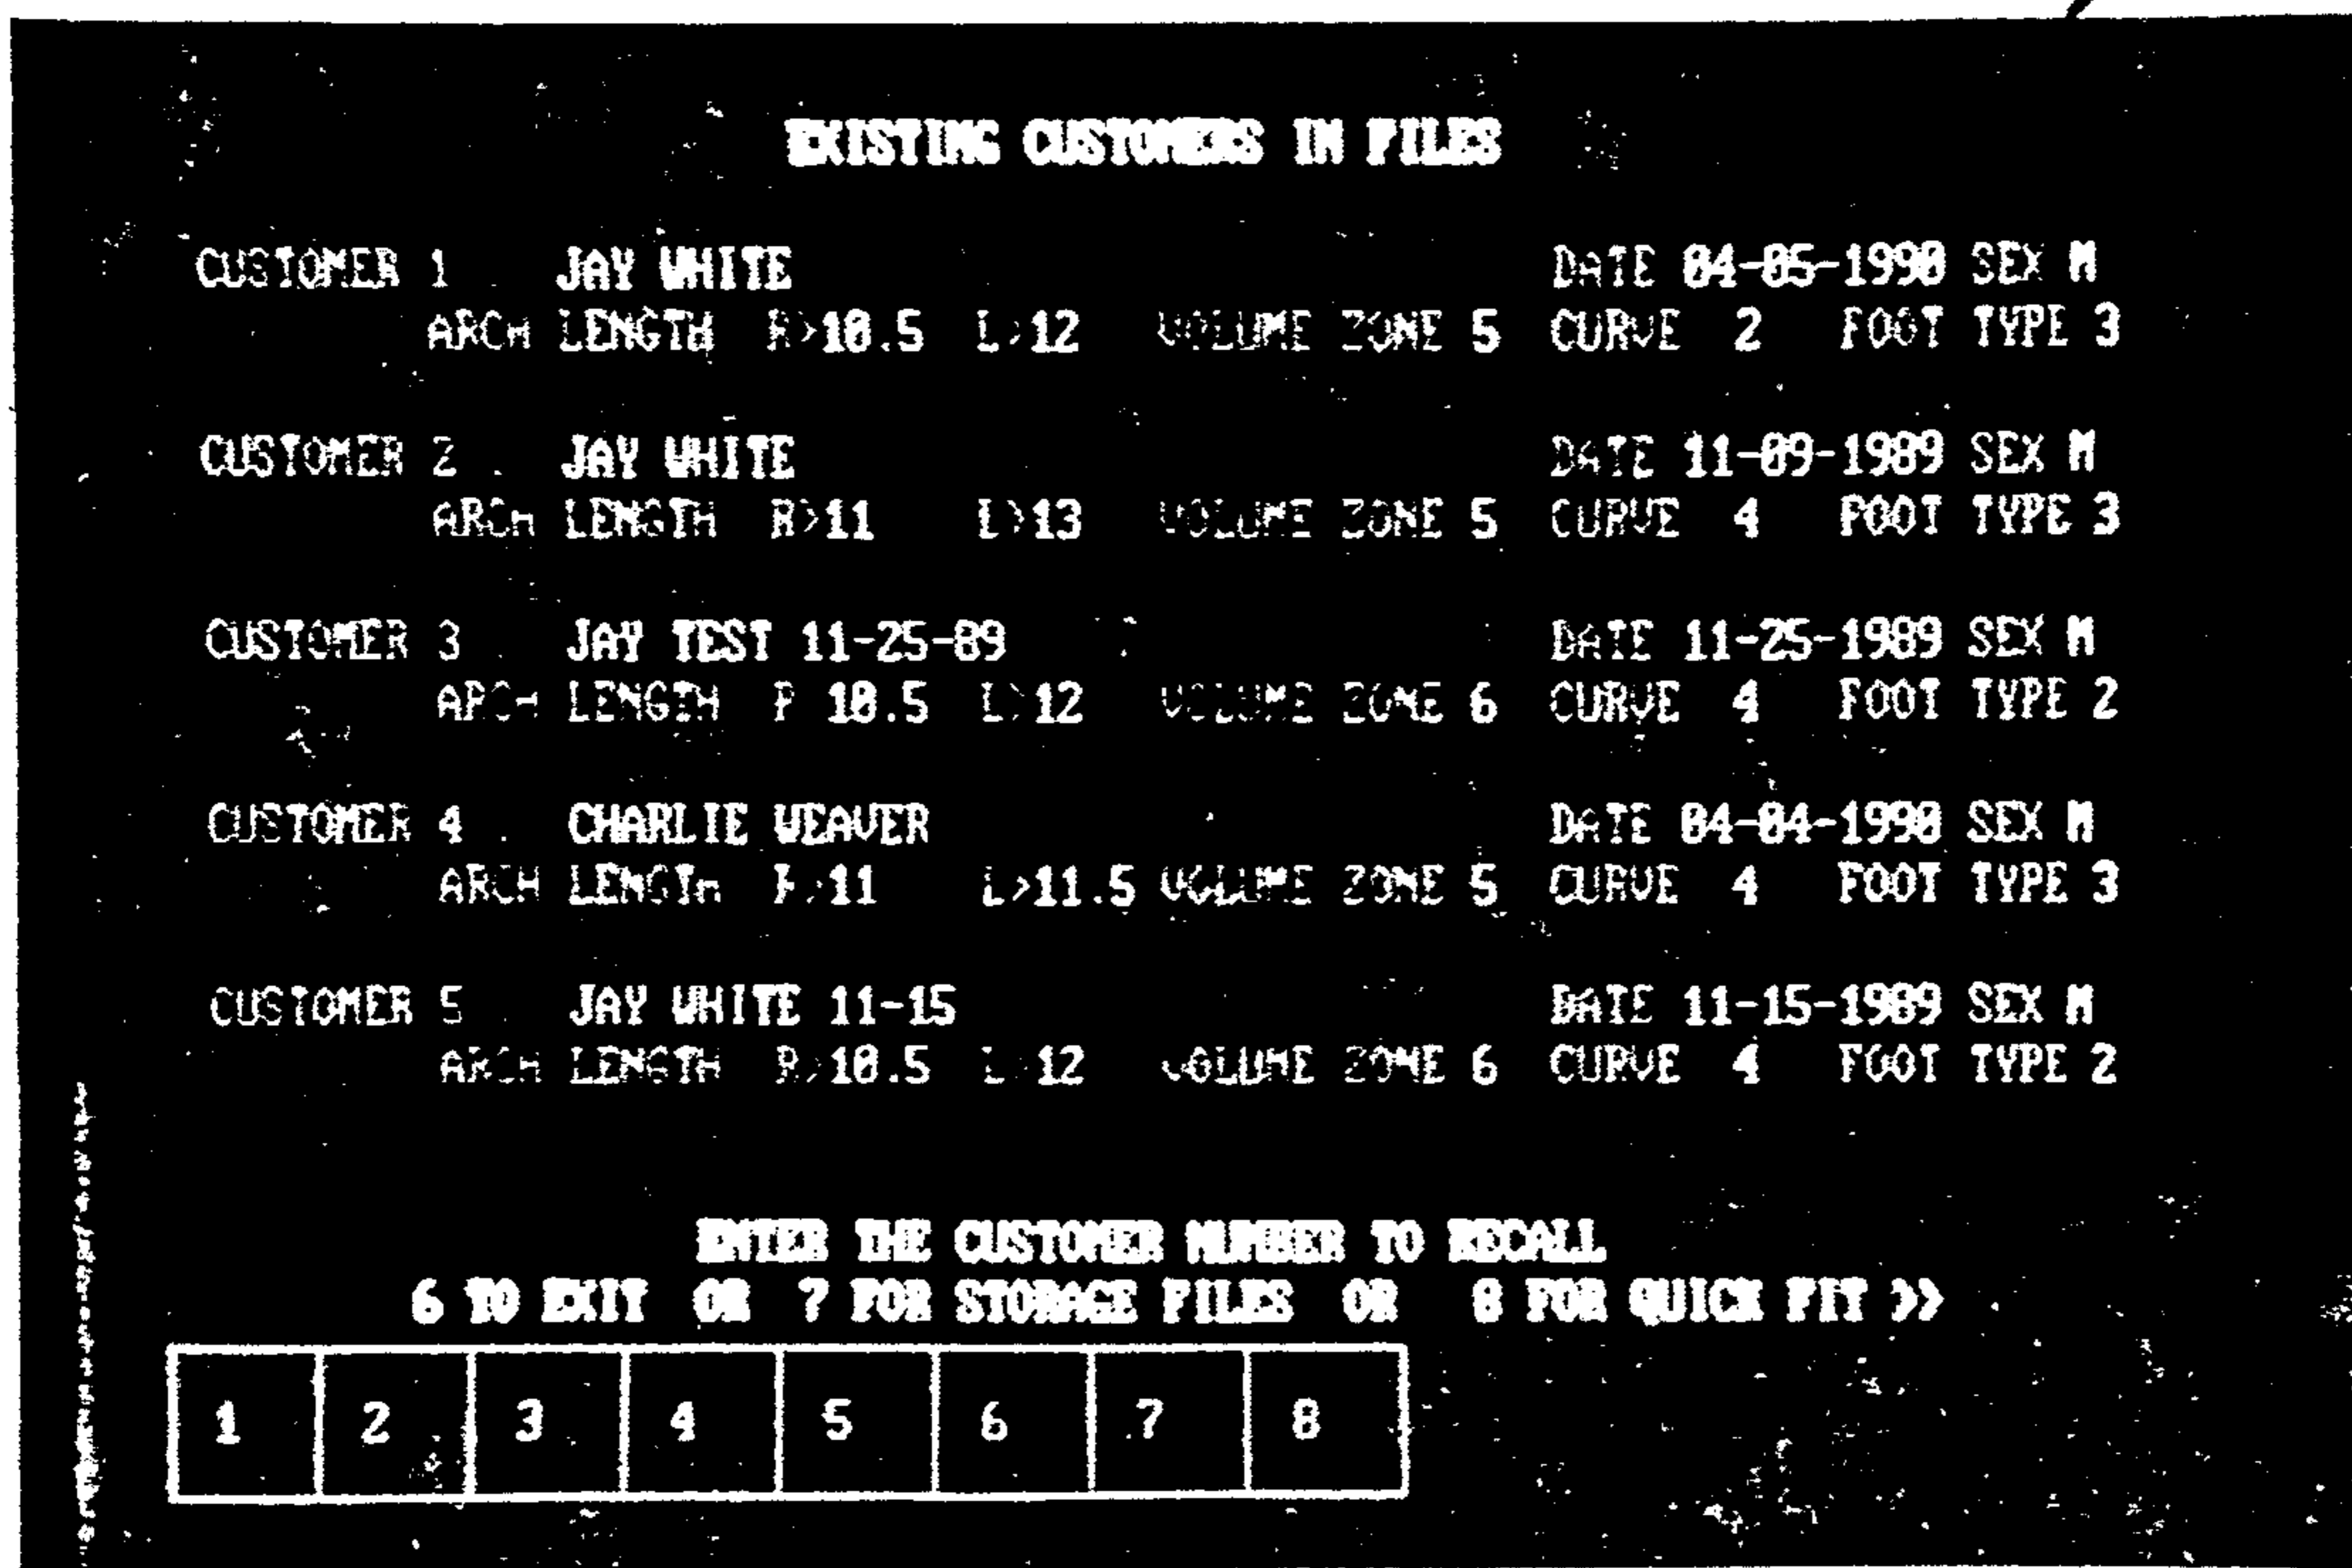 EXISTING CUSTOMERS IN FILES
CUSTOMER 1 . JAY WHITE DATE 04-05-1990 SEX M
ARCH LENGTH R>10.5 L>12 VOLUME ZONE 5 CURVE 2 FOOT TYPE 3
CUSTOMER 2 . JAY WHITE DATE 11-09-1989 SEX M
ARCH LENGTH R>11 L>13 VOLUME ZONE 5 CURVE 4 FOOT TYPE 3
CUSTOMER 3 . JAY TEST 11-25-89 DATE 11-25-1989 SEX M
ARCH LENGTH R>10.5 L>12 VOLUME ZONE 6 CURVE 4 FOOT TYPE 2
CUSTOMER 4 . CHARLIE WEAVER DATE 04-04-1990 SEX M
ARCH LENGTH R>11 L>11.5 VOLUME ZONE 5 CURVE 4 FOOT TYPE 3
CUSTOMER 5 . JAY WHITE 11-15 DATE 11-15-1989 SEX M
ARCH LENGTH R>10.5 L>12 VOLUME ZONE 6 CURVE 4 FOOT TYPE 2
ENTER THE CUSTOMER NUMBER TO RECALL
6 TO EXIT OR 7 FOR STORAGE FILES OR 8 FOR QUICK FIT >>
1 2 3 4 5 6 7 8